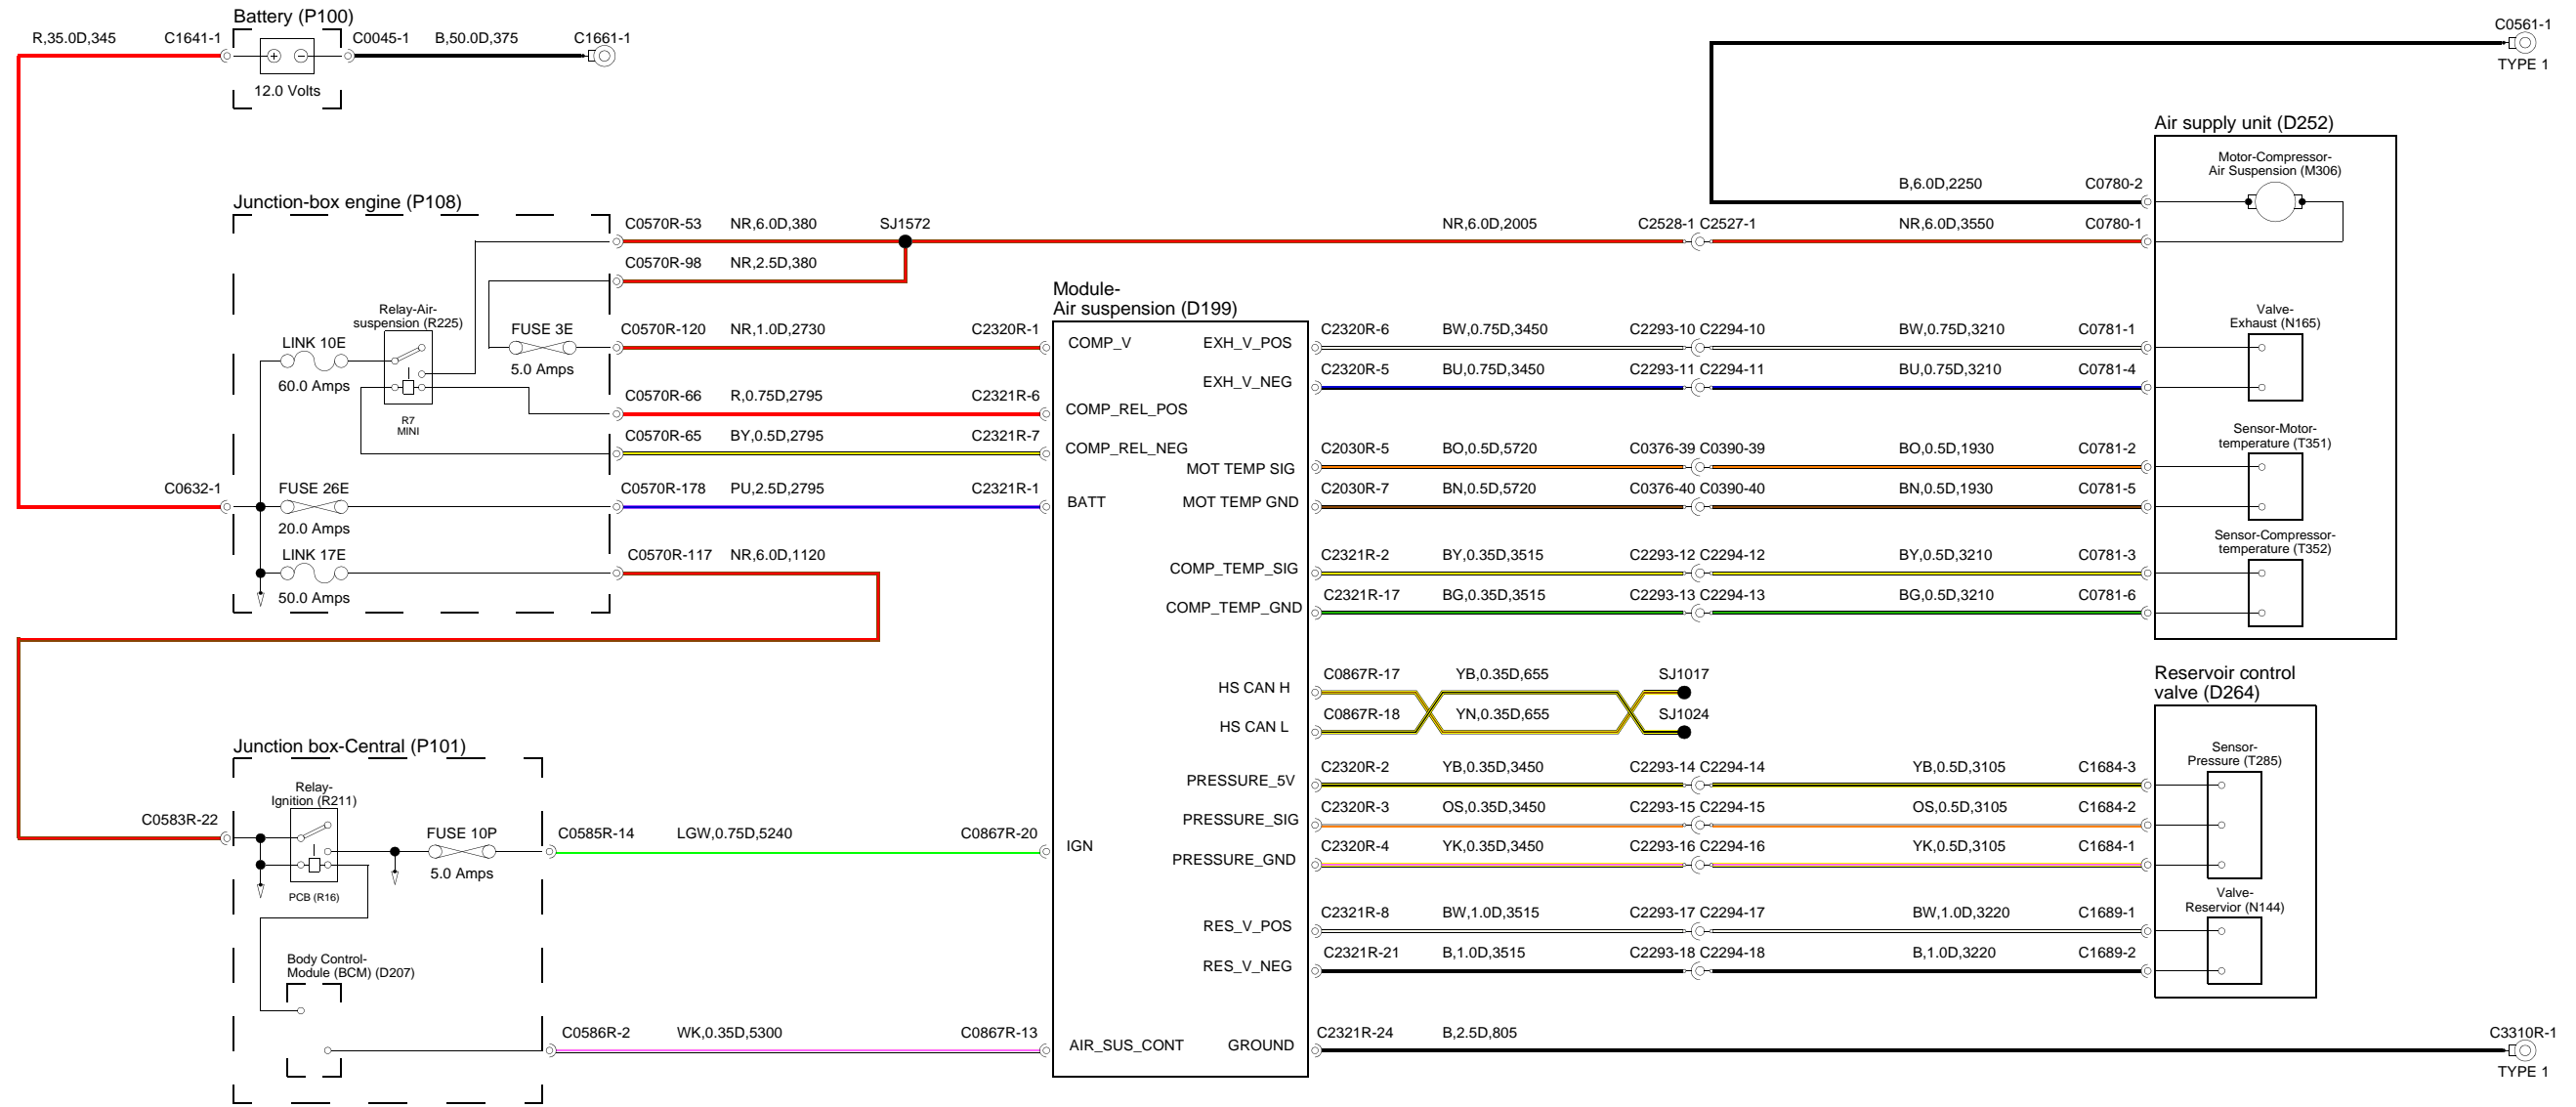 Battery (P100)
R,35.0D,345
C1641-1
C0045-1
B,50.0D,375
C1661-1
12.0 Volts
C0561-1
TYPE 1
Air supply unit (D252)
Motor-Compressor-
Air Suspension (M306)
B,6.0D,2250
C0780-2
Junction-box engine (P108)
C0570R-53
NR,6.0D,380
SJ1572
NR,6.0D,2005
C2528-1
C2527-1
NR,6.0D,3550
C0780-1
C0570R-98
NR,2.5D,380
Relay-Air-
suspension (R225)
LINK 10E
60.0 Amps
R7
MINI
FUSE 3E
5.0 Amps
C0570R-120
NR,1.0D,2730
C2320R-1
C0570R-66
R,0.75D,2795
C2321R-6
C0570R-65
BY,0.5D,2795
C2321R-7
C0632-1
FUSE 26E
20.0 Amps
C0570R-178
PU,2.5D,2795
C2321R-1
LINK 17E
50.0 Amps
C0570R-117
NR,6.0D,1120
Module-
Air suspension (D199)
COMP_V
COMP_REL_POS
COMP_REL_NEG
BATT
IGN
AIR_SUS_CONT
EXH_V_POS
EXH_V_NEG
MOT TEMP SIG
MOT TEMP GND
COMP_TEMP_SIG
COMP_TEMP_GND
HS CAN H
HS CAN L
PRESSURE_5V
PRESSURE_SIG
PRESSURE_GND
RES_V_POS
RES_V_NEG
GROUND
C2320R-6
BW,0.75D,3450
C2293-10
C2294-10
BW,0.75D,3210
C0781-1
Valve-
Exhaust (N165)
C2320R-5
BU,0.75D,3450
C2293-11
C2294-11
BU,0.75D,3210
C0781-4
C2030R-5
BO,0.5D,5720
C0376-39
C0390-39
BO,0.5D,1930
C0781-2
Sensor-Motor-
temperature (T351)
C2030R-7
BN,0.5D,5720
C0376-40
C0390-40
BN,0.5D,1930
C0781-5
C2321R-2
BY,0.35D,3515
C2293-12
C2294-12
BY,0.5D,3210
C0781-3
Sensor-Compressor-
temperature (T352)
C2321R-17
BG,0.35D,3515
C2293-13
C2294-13
BG,0.5D,3210
C0781-6
C0867R-17
YB,0.35D,655
SJ1017
C0867R-18
YN,0.35D,655
SJ1024
Reservoir control
valve (D264)
C2320R-2
YB,0.35D,3450
C2293-14
C2294-14
YB,0.5D,3105
C1684-3
Sensor-
Pressure (T285)
C2320R-3
OS,0.35D,3450
C2293-15
C2294-15
OS,0.5D,3105
C1684-2
C2320R-4
YK,0.35D,3450
C2293-16
C2294-16
YK,0.5D,3105
C1684-1
C2321R-8
BW,1.0D,3515
C2293-17
C2294-17
BW,1.0D,3220
C1689-1
Valve-
Reservior (N144)
C2321R-21
B,1.0D,3515
C2293-18
C2294-18
B,1.0D,3220
C1689-2
C2321R-24
B,2.5D,805
C3310R-1
TYPE 1
Junction box-Central (P101)
Relay-
Ignition (R211)
C0583R-22
PCB (R16)
FUSE 10P
5.0 Amps
C0585R-14
LGW,0.75D,5240
C0867R-20
Body Control-
Module (BCM) (D207)
C0586R-2
WK,0.35D,5300
C0867R-13